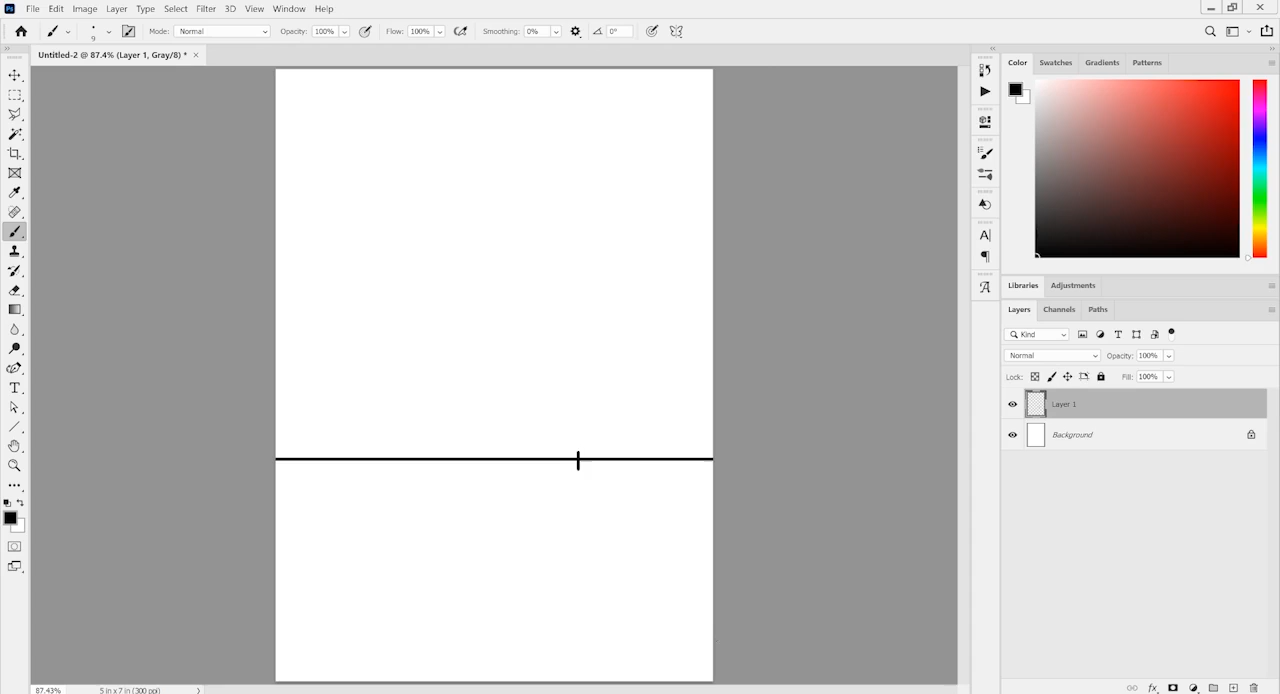 Ps File Edit Image Layer Type Select Filter 3D View Window Help
9 Mode: Normal Opacity: 100% Flow: 100% Smoothing: 0% 0°
Untitled-2 @ 87.4% (Layer 1, Gray/8) * ×
Color Swatches Gradients Patterns
Libraries Adjustments
Layers Channels Paths
Kind
Normal Opacity: 100%
Lock: Fill: 100%
Layer 1
Background
87.43% 5 in x 7 in (300 ppi)